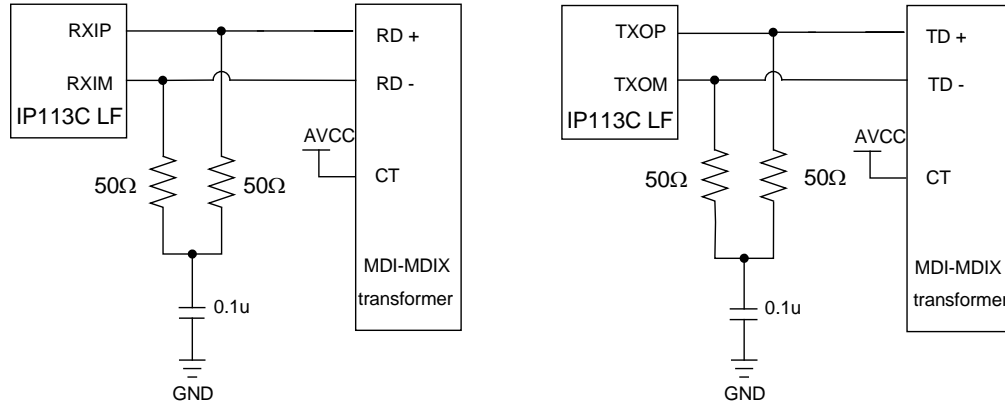 RXIP
RD +
RXIM
RD -
IP113C LF
AVCC
50Ω
50Ω
CT
MDI-MDIX
transformer
0.1u
GND
TXOP
TD +
TXOM
TD -
IP113C LF
AVCC
50Ω
50Ω
CT
MDI-MDIX
transformer
0.1u
GND